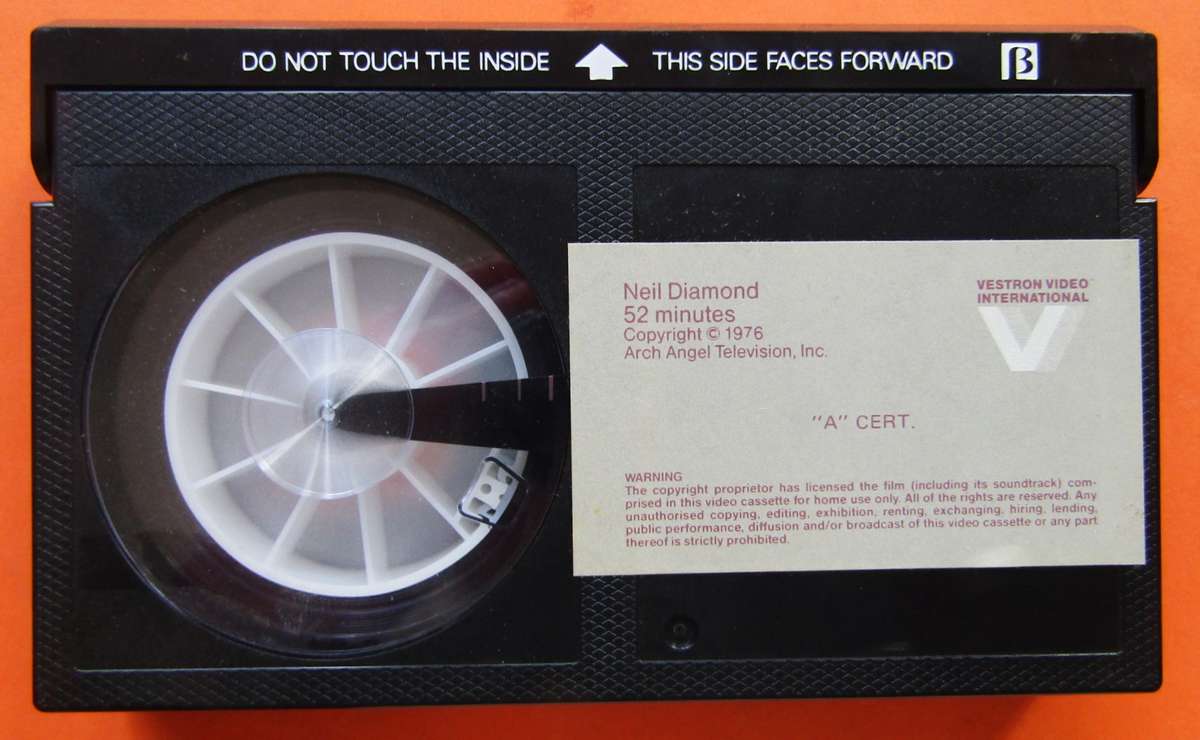 DO NOT TOUCH THE INSIDE THIS SIDE FACES FORWARD β
Neil Diamond
52 minutes
Copyright © 1976
Arch Angel Television, Inc.
VESTRON VIDEO™
INTERNATIONAL
V
"A" CERT.
WARNING
The copyright proprietor has licensed the film (including its soundtrack) com-
prised in this video cassette for home use only. All of the rights are reserved. Any
unauthorised copying, editing, exhibition, renting, exchanging, hiring, lending,
public performance, diffusion and/or broadcast of this video cassette or any part
thereof is strictly prohibited.